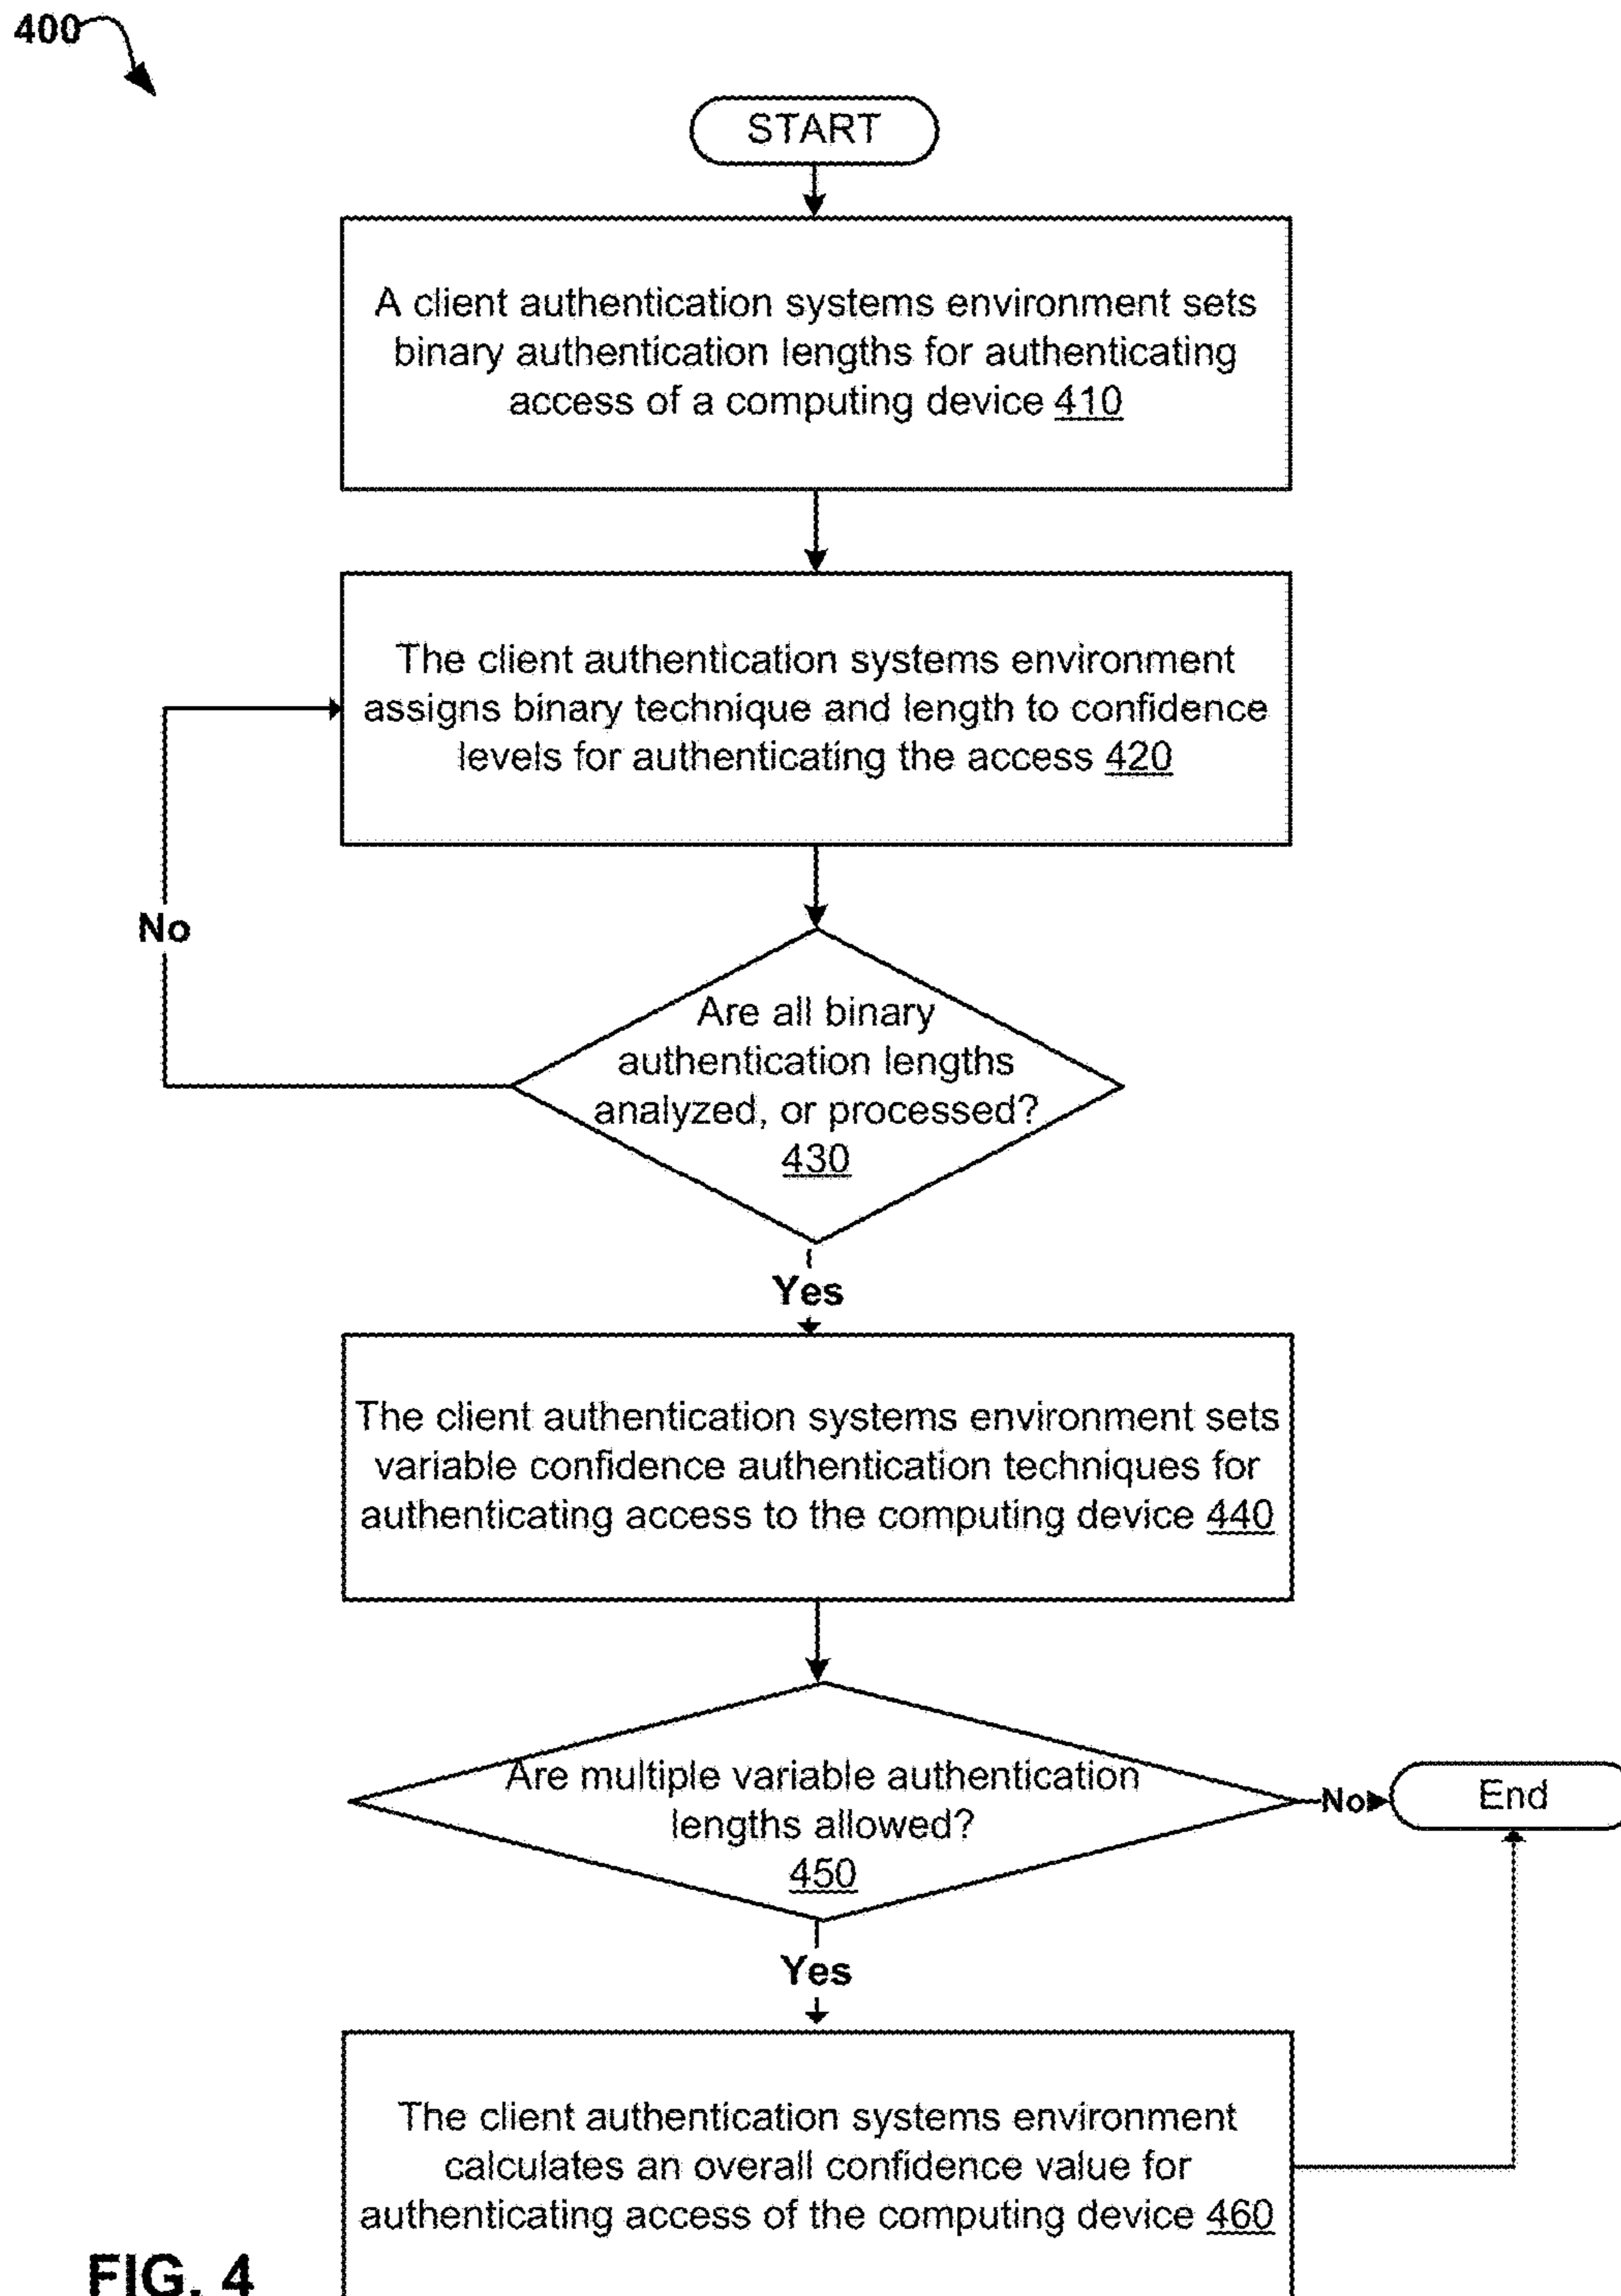 400
START
A client authentication systems environment sets
binary authentication lengths for authenticating
access of a computing device 410
The client authentication systems environment
assigns binary technique and length to confidence
levels for authenticating the access 420
No
Are all binary
authentication lengths
analyzed, or processed?
430
Yes
The client authentication systems environment sets
variable confidence authentication techniques for
authenticating access to the computing device 440
Are multiple variable authentication
lengths allowed?
450
No
End
Yes
The client authentication systems environment
calculates an overall confidence value for
authenticating access of the computing device 460
FIG. 4